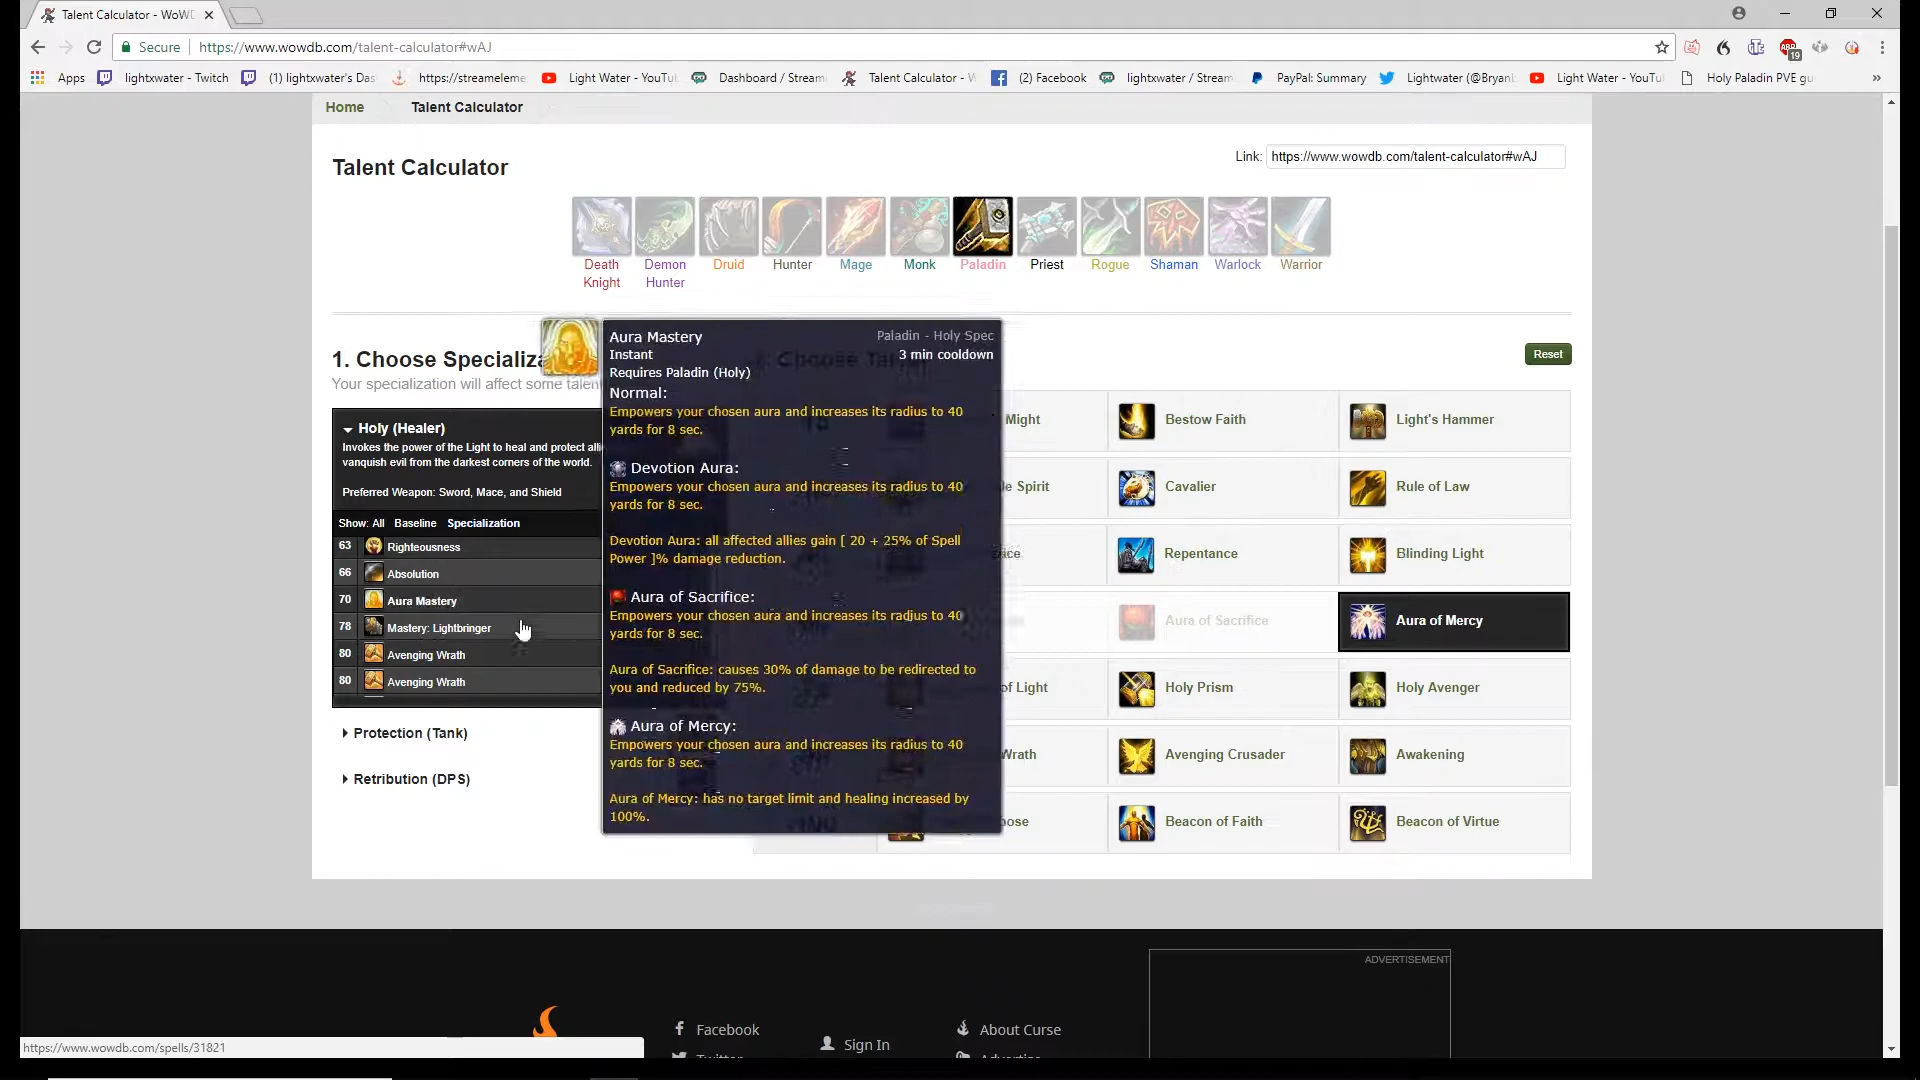 Talent Calculator - WoWD
Secure https://www.wowdb.com/talent-calculator#wAJ
Apps lightxwater - Twitch (1) lightxwater's Das https://streameleme Light Water - YouTu Dashboard / Stream Talent Calculator - W (2) Facebook lightxwater / Stream PayPal: Summary Lightwater (@Bryanb Light Water - YouTu Holy Paladin PVE gu »
19
Home Talent Calculator
Talent Calculator
Link: https://www.wowdb.com/talent-calculator#wAJ
Death Knight
Demon Hunter
Druid
Hunter
Mage
Monk
Paladin
Priest
Rogue
Shaman
Warlock
Warrior
1. Choose Specializa
Your specialization will affect some talen
Reset
Holy (Healer)
Invokes the power of the Light to heal and protect alli
vanquish evil from the darkest corners of the world.
Preferred Weapon: Sword, Mace, and Shield
Show: All Baseline Specialization
63 Righteousness
66 Absolution
70 Aura Mastery
78 Mastery: Lightbringer
80 Avenging Wrath
80 Avenging Wrath
Protection (Tank)
Retribution (DPS)
Aura Mastery Paladin - Holy Spec
Instant 3 min cooldown
Requires Paladin (Holy)
Normal:
Empowers your chosen aura and increases its radius to 40
yards for 8 sec.
Devotion Aura:
Empowers your chosen aura and increases its radius to 40
yards for 8 sec.
Devotion Aura: all affected allies gain [ 20 + 25% of Spell
Power ]% damage reduction.
Aura of Sacrifice:
Empowers your chosen aura and increases its radius to 40
yards for 8 sec.
Aura of Sacrifice: causes 30% of damage to be redirected to
you and reduced by 75%.
Aura of Mercy:
Empowers your chosen aura and increases its radius to 40
yards for 8 sec.
Aura of Mercy: has no target limit and healing increased by
100%.
Might Bestow Faith Light's Hammer
le Spirit Cavalier Rule of Law
ice Repentance Blinding Light
Aura of Sacrifice Aura of Mercy
of Light Holy Prism Holy Avenger
Wrath Avenging Crusader Awakening
pose Beacon of Faith Beacon of Virtue
ADVERTISEMENT
Facebook
Twitter
Sign In
About Curse
Advertise
https://www.wowdb.com/spells/31821